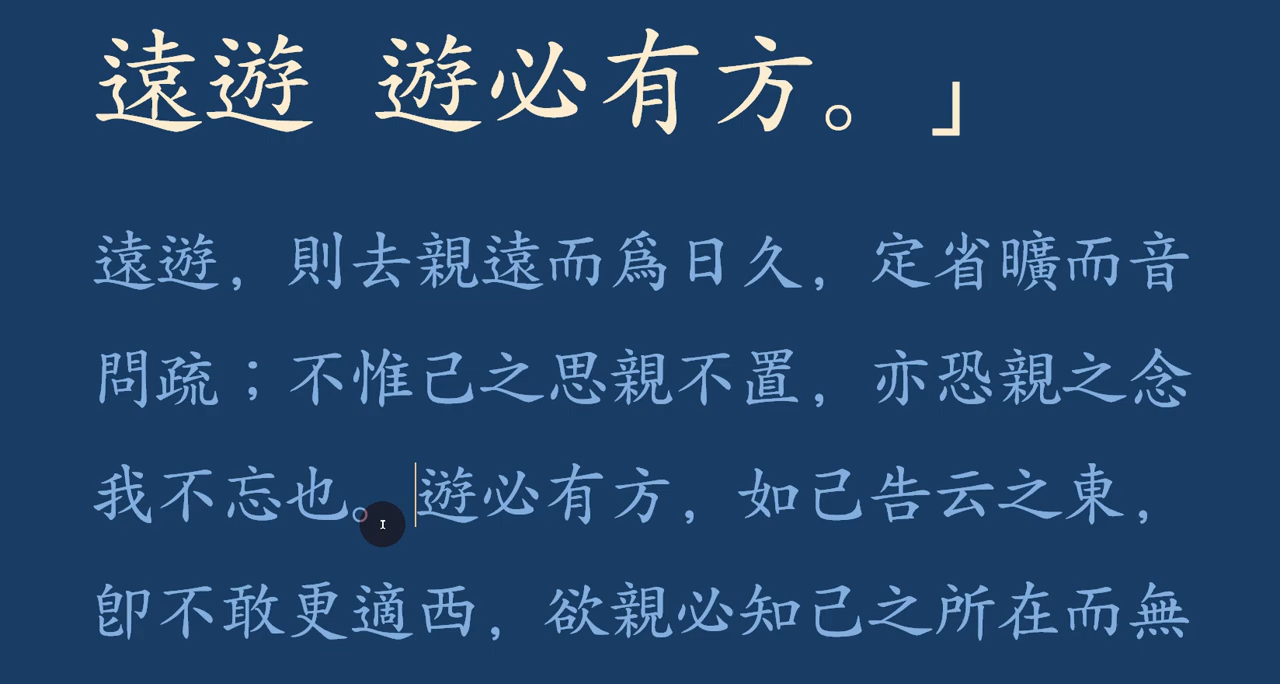 遠遊 遊必有方。」
遠遊，則去親遠而爲日久，定省曠而音
問疏；不惟己之思親不置，亦恐親之念
我不忘也。遊必有方，如己告云之東，
卽不敢更適西，欲親必知己之所在而無